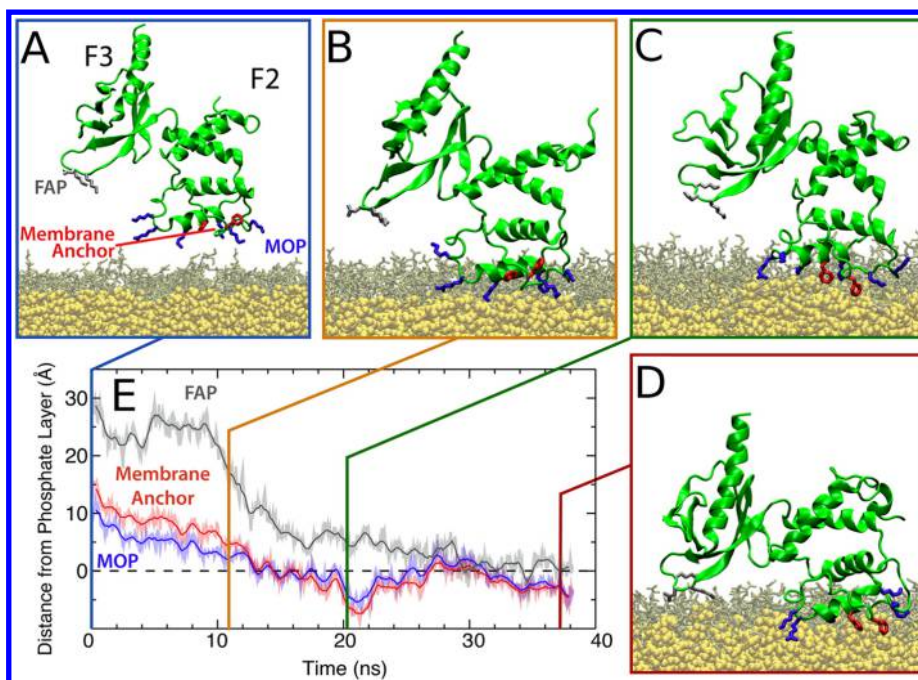 A
F3
F2
FAP
Membrane
Anchor
MOP
B
C
D
E
FAP
Membrane
Anchor
MOP
Distance from Phosphate Layer (Å)
30
20
10
0
0
10
20
30
40
Time (ns)